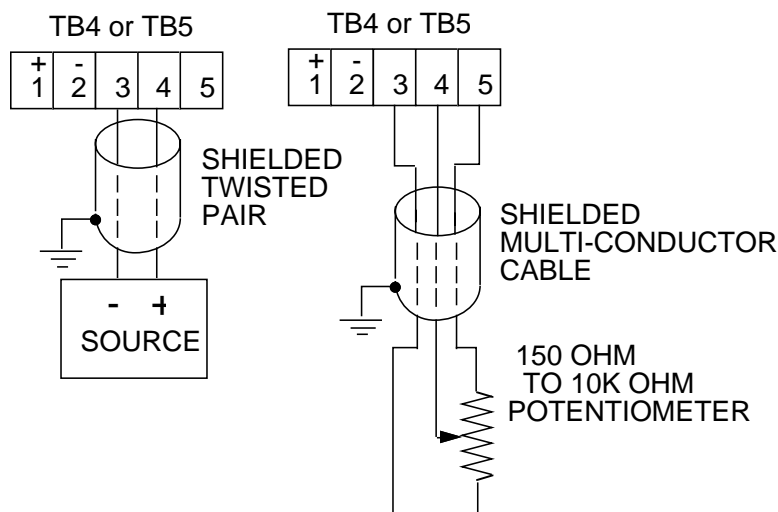 TB4 or TB5
+ -
1 2 3 4 5
SHIELDED
TWISTED
PAIR
- +
SOURCE
TB4 or TB5
+ -
1 2 3 4 5
SHIELDED
MULTI-CONDUCTOR
CABLE
150 OHM
TO 10K OHM
POTENTIOMETER